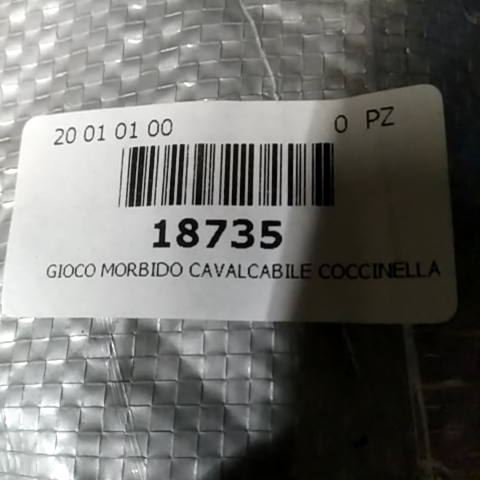 20 01 01 00 0 PZ
18735
GIOCO MORBIDO CAVALCABILE COCCINELLA